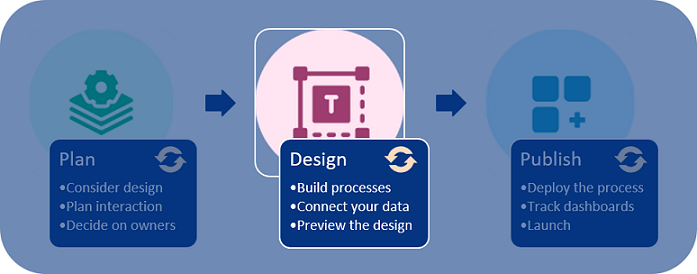 T
Plan
•Consider design
•Plan interaction
•Decide on owners
Design
•Build processes
•Connect your data
•Preview the design
Publish
•Deploy the process
•Track dashboards
•Launch